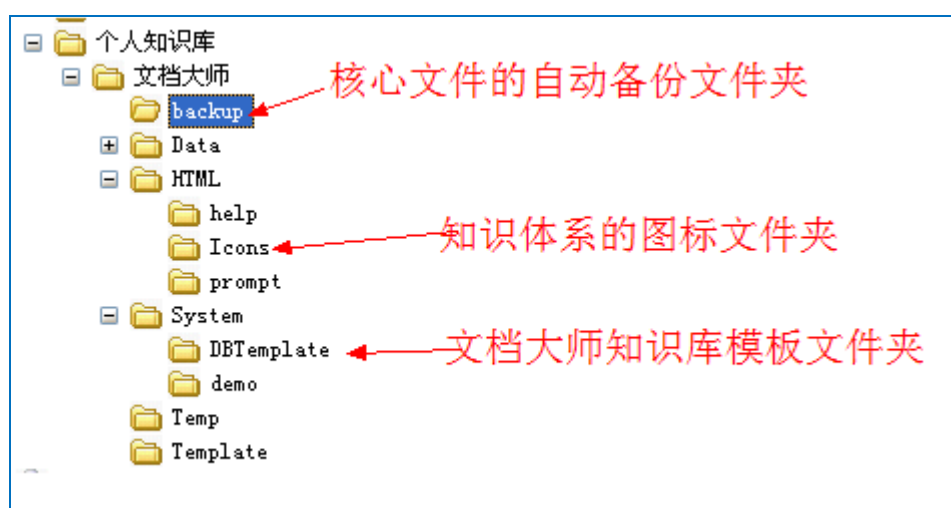 个人知识库
文档大师
核心文件的自动备份文件夹
backup
Data
HTML
help
知识体系的图标文件夹
Icons
prompt
System
DBTemplate
文档大师知识库模板文件夹
demo
Temp
Template